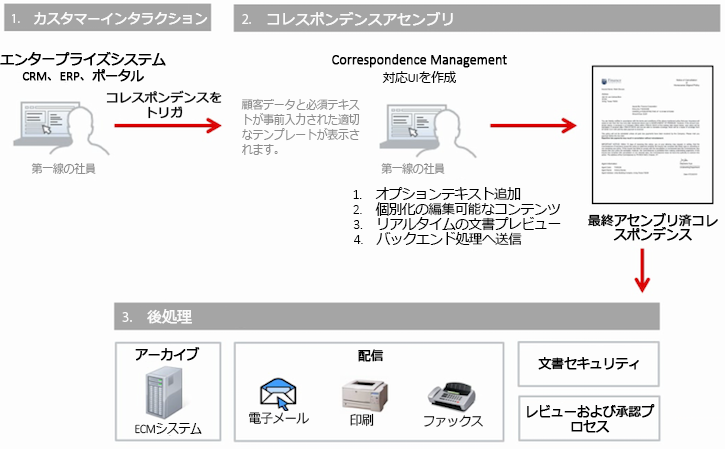 1. カスタマーインタラクション
2. コレスポンデンスアセンブリ
エンタープライズシステム
CRM、ERP、ポータル
コレスポンデンスを
トリガ
第一線の社員
顧客データと必須テキス
トが事前入力された適切
なテンプレートが表示さ
れます。
Correspondence Management
対応UIを作成
第一線の社員
1. オプションテキスト追加
2. 個別化の編集可能なコンテンツ
3. リアルタイムの文書プレビュー
4. バックエンド処理へ送信
最終アセンブリ済コレ
スポンデンス
3. 後処理
アーカイブ
ECMシステム
配信
電子メール
印刷
ファックス
文書セキュリティ
レビューおよび承認プ
ロセス